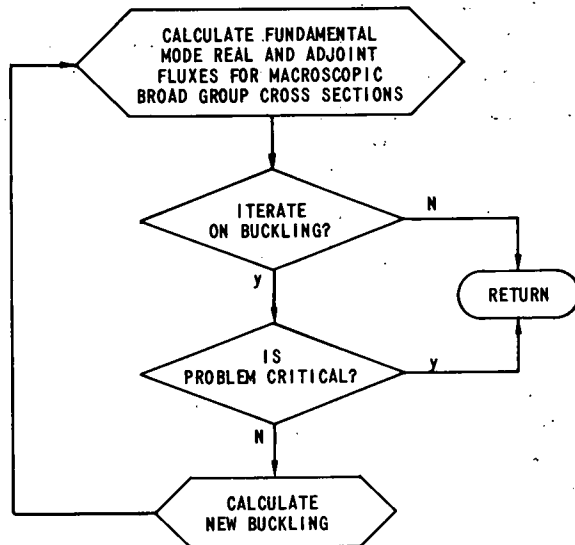 CALCULATE FUNDAMENTAL
MODE REAL AND ADJOINT
FLUXES FOR MACROSCOPIC
BROAD GROUP CROSS SECTIONS
ITERATE
ON BUCKLING?
N
y
RETURN
IS
PROBLEM CRITICAL?
y
N
CALCULATE
NEW BUCKLING